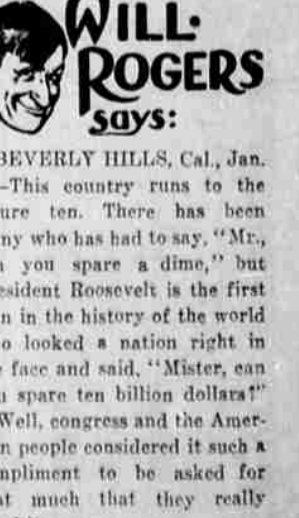 WILL·
ROGERS
says:
BEVERLY HILLS, Cal., Jan.
—This country runs to the
ure ten. There has been
ny who has had to say, "Mr.,
you spare a dime," but
esident Roosevelt is the first
n in the history of the world
o looked a nation right in
face and said, "Mister, can
u spare ten billion dollars?"
Well, congress and the Amer-
n people considered it such a
mpliment to be asked for
at much that they really